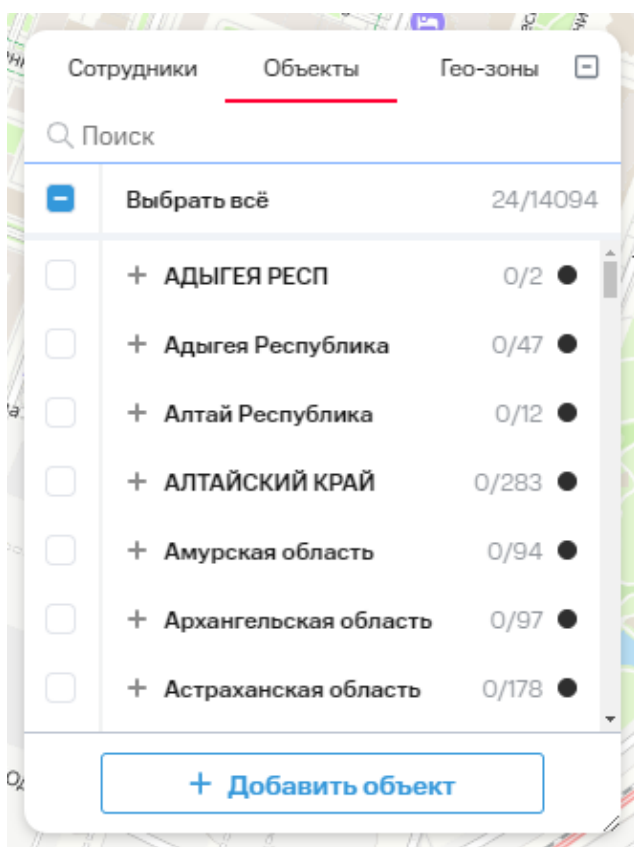 Сотрудники Объекты Гео-зоны
Поиск
Выбрать всё 24/14094
+ АДЫГЕЯ РЕСП 0/2
+ Адыгея Республика 0/47
+ Алтай Республика 0/12
+ АЛТАЙСКИЙ КРАЙ 0/283
+ Амурская область 0/94
+ Архангельская область 0/97
+ Астраханская область 0/178
+ Добавить объект